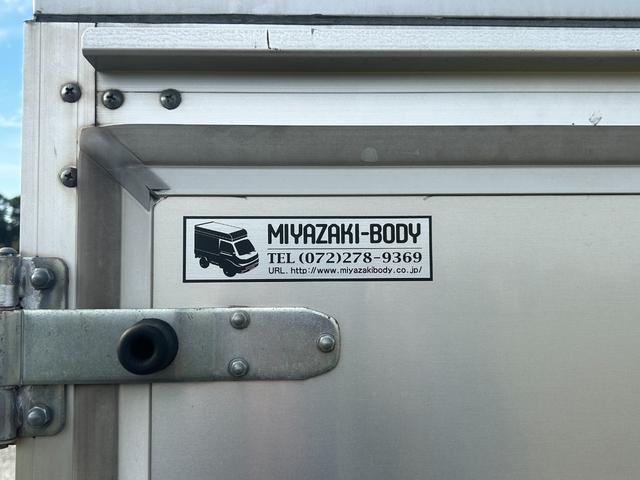 MIYAZAKI-BODY
TEL (072)278-9369
URL. http://www.miyazakibody.co.jp/